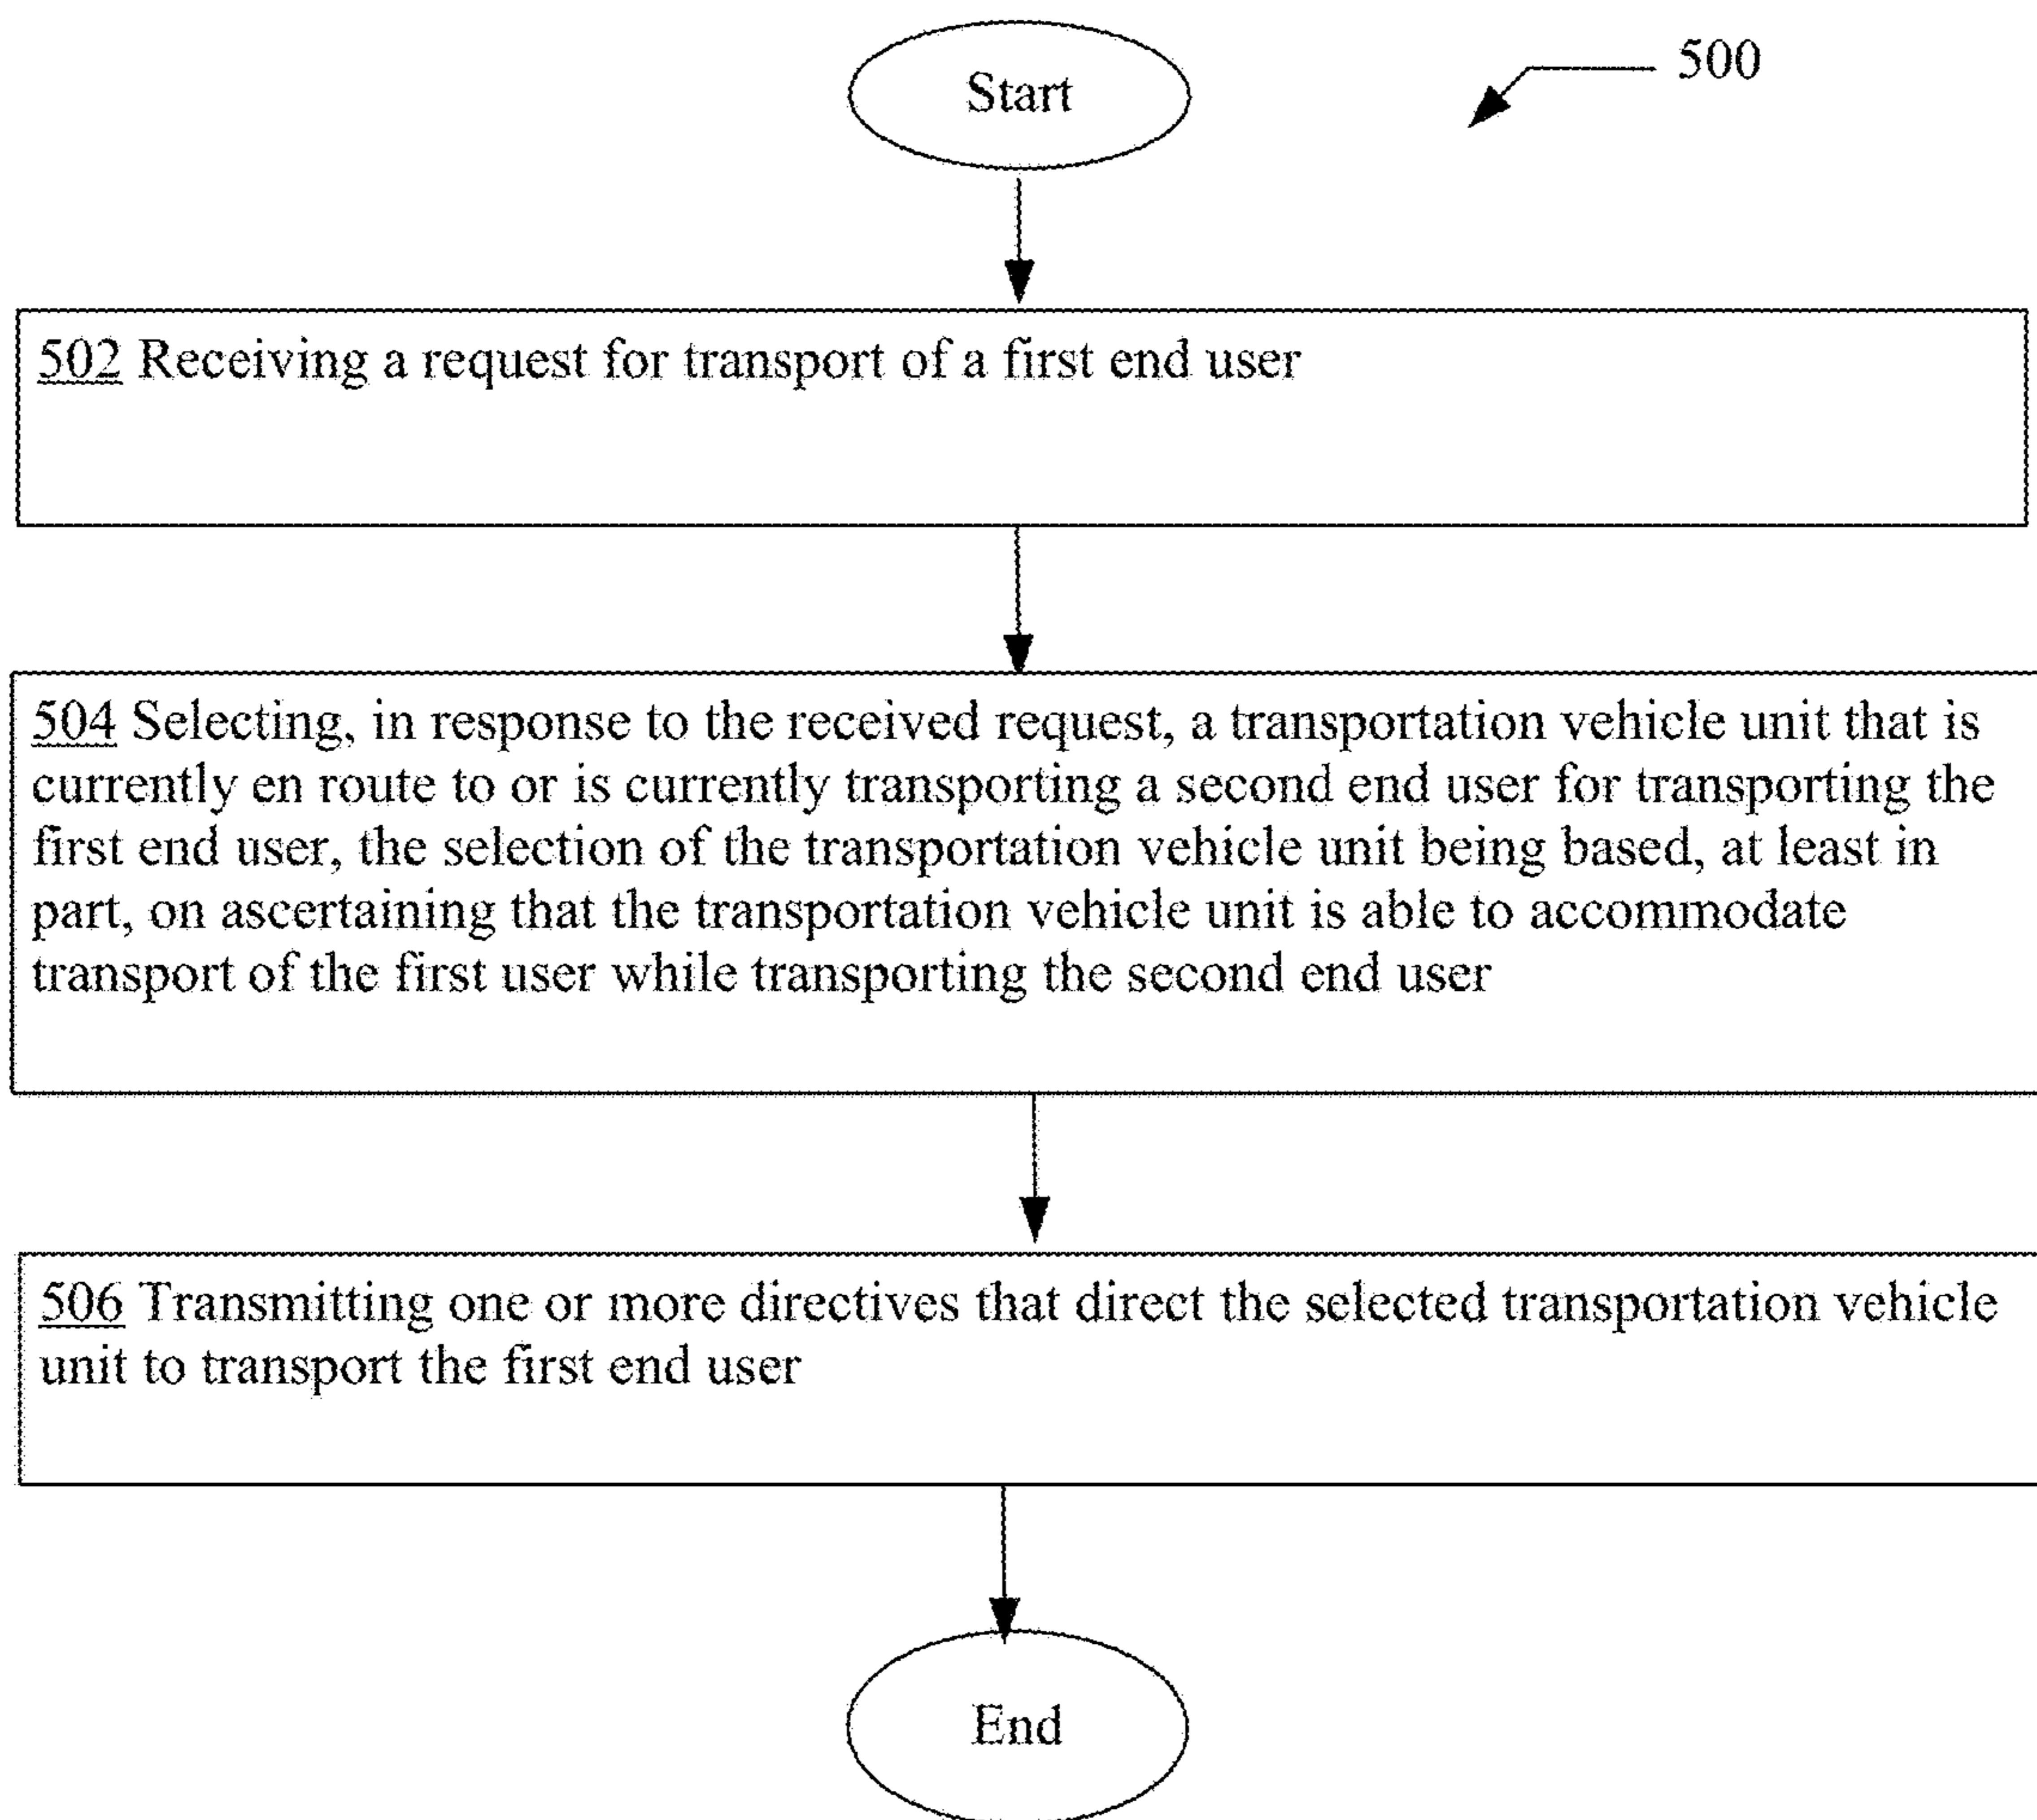 Start
500
502 Receiving a request for transport of a first end user
504 Selecting, in response to the received request, a transportation vehicle unit that is
currently en route to or is currently transporting a second end user for transporting the
first end user, the selection of the transportation vehicle unit being based, at least in
part, on ascertaining that the transportation vehicle unit is able to accommodate
transport of the first user while transporting the second end user
506 Transmitting one or more directives that direct the selected transportation vehicle
unit to transport the first end user
End